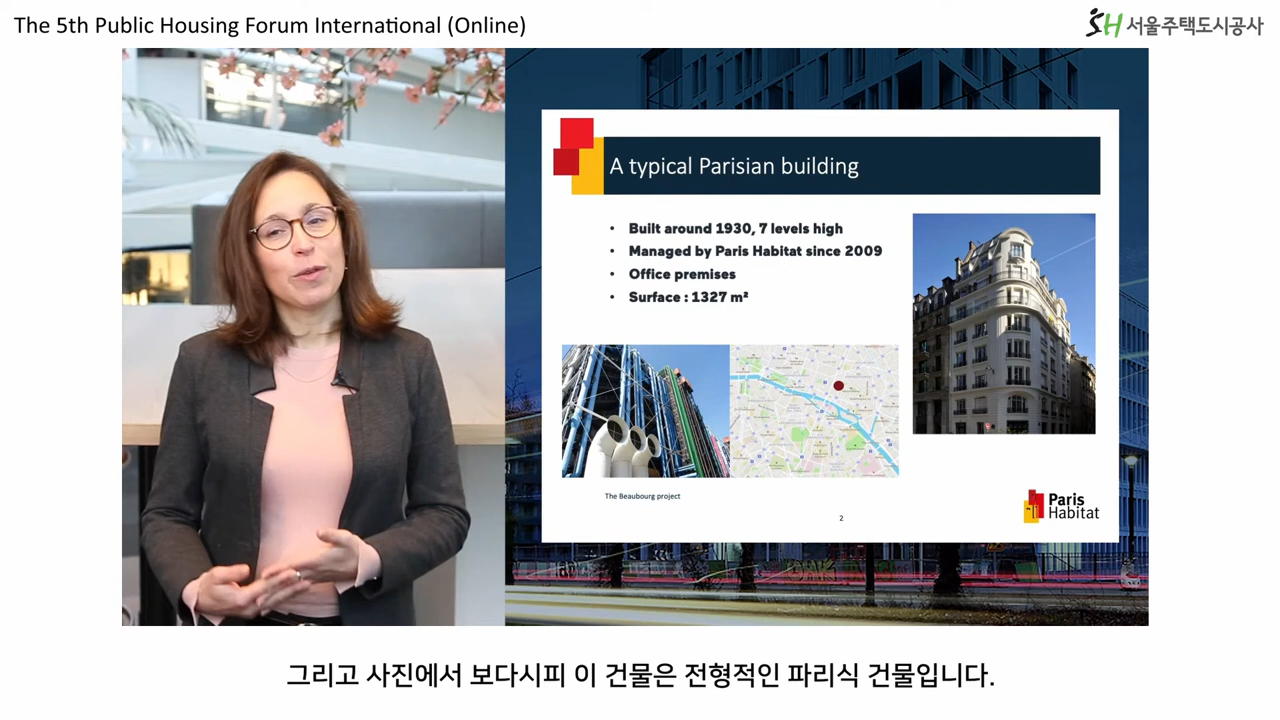 The 5th Public Housing Forum International (Online)
SH 서울주택도시공사
A typical Parisian building
• Built around 1930, 7 levels high
• Managed by Paris Habitat since 2009
• Office premises
• Surface : 1327 m²
The Beaubourg project
2
Paris
Habitat
그리고 사진에서 보다시피 이 건물은 전형적인 파리식 건물입니다.